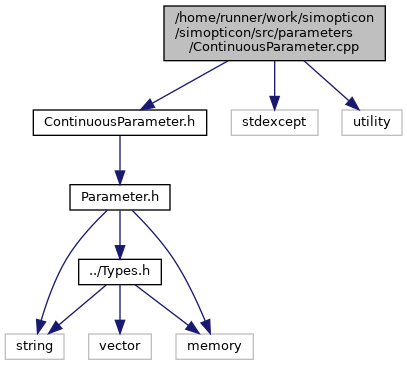 /home/runner/work/simopticon
/simopticon/src/parameters
/ContinuousParameter.cpp
ContinuousParameter.h
stdexcept
utility
Parameter.h
../Types.h
string
vector
memory